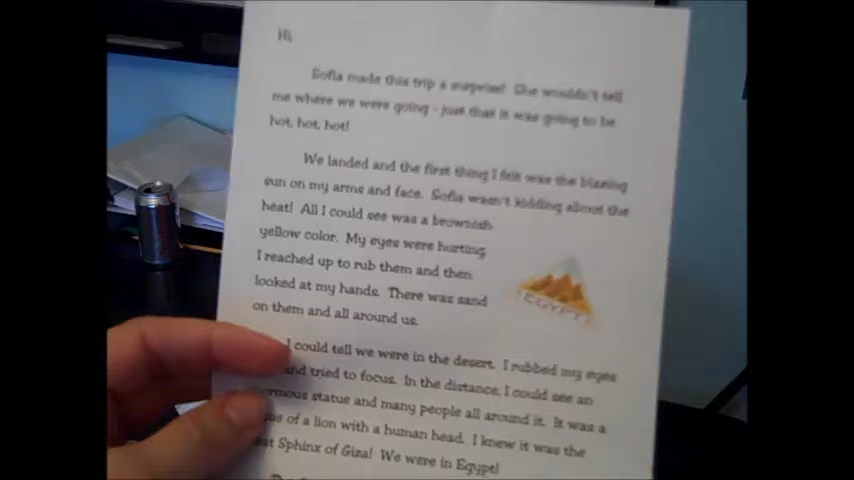 Hi,
Sofia made this trip a surprise! She wouldn't tell
me where we were going - just that it was going to be
hot, hot, hot!
We landed and the first thing I felt was the blazing
sun on my arms and face. Sofia wasn't kidding about the
heat! All I could see was a brownish
yellow color. My eyes were hurting.
I reached up to rub them and then
looked at my hands. There was sand
on them and all around us.
EGYPT
I could tell we were in the desert. I rubbed my eyes
and tried to focus. In the distance, I could see an
ormous statue and many people all around it. It was a
of a lion with a human head. I knew it was the
Sphinx of Giza! We were in Egypt!